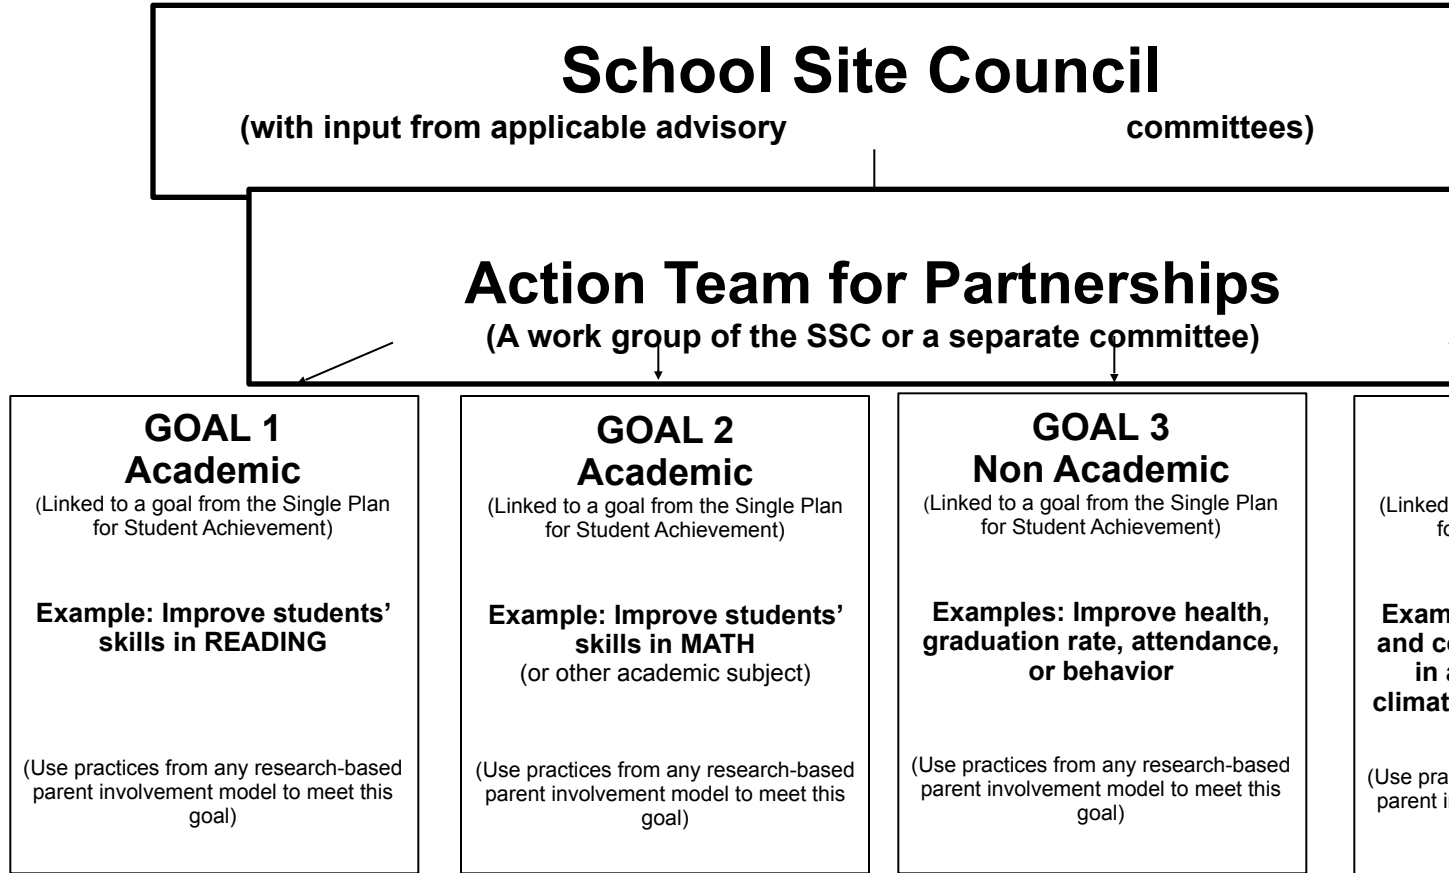 School Site Council
(with input from applicable advisory committees)
Action Team for Partnerships
(A work group of the SSC or a separate committee)
GOAL 1
Academic
(Linked to a goal from the Single Plan
for Student Achievement)
Example: Improve students’
skills in READING
(Use practices from any research-based
parent involvement model to meet this
goal)
GOAL 2
Academic
(Linked to a goal from the Single Plan
for Student Achievement)
Example: Improve students’
skills in MATH
(or other academic subject)
(Use practices from any research-based
parent involvement model to meet this
goal)
GOAL 3
Non Academic
(Linked to a goal from the Single Plan
for Student Achievement)
Examples: Improve health,
graduation rate, attendance,
or behavior
(Use practices from any research-based
parent involvement model to meet this
goal)
(Linked
and
in
(Use
parent